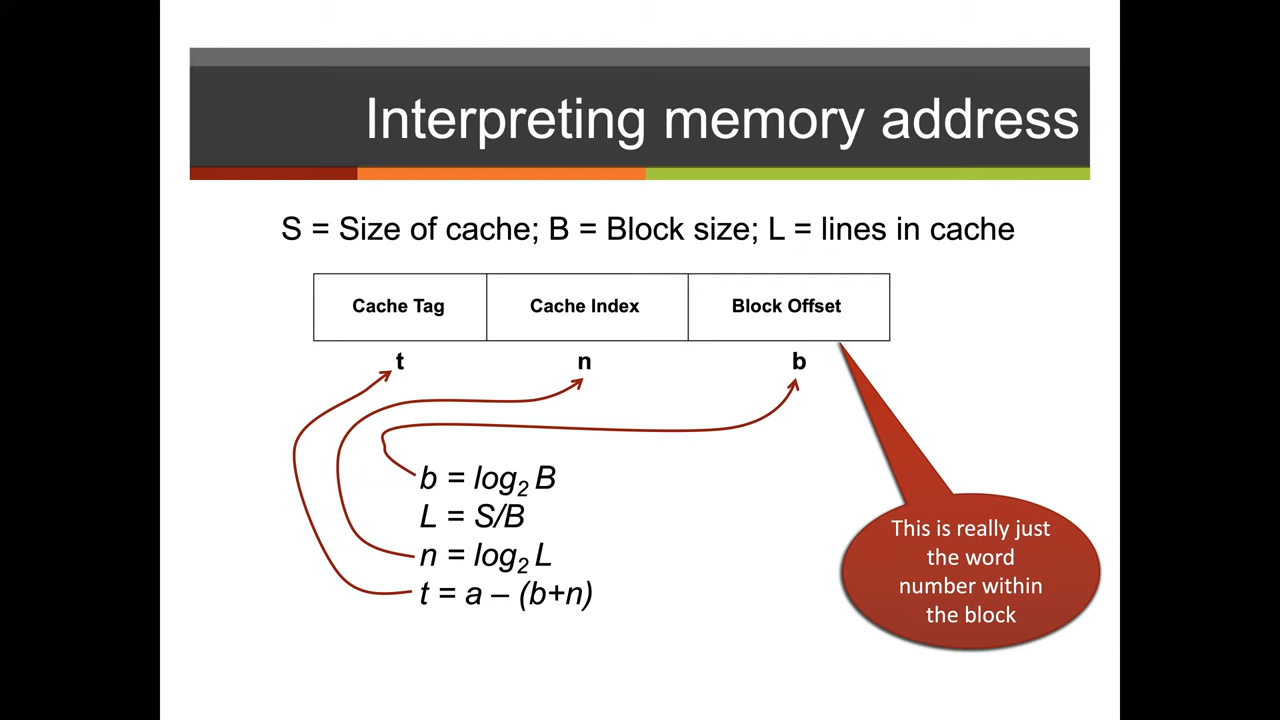 Interpreting memory address
S = Size of cache; B = Block size; L = lines in cache
Cache Tag Cache Index Block Offset
t n b
b = log₂ B
L = S/B
n = log₂ L
t = a – (b+n)
This is really just
the word
number within
the block